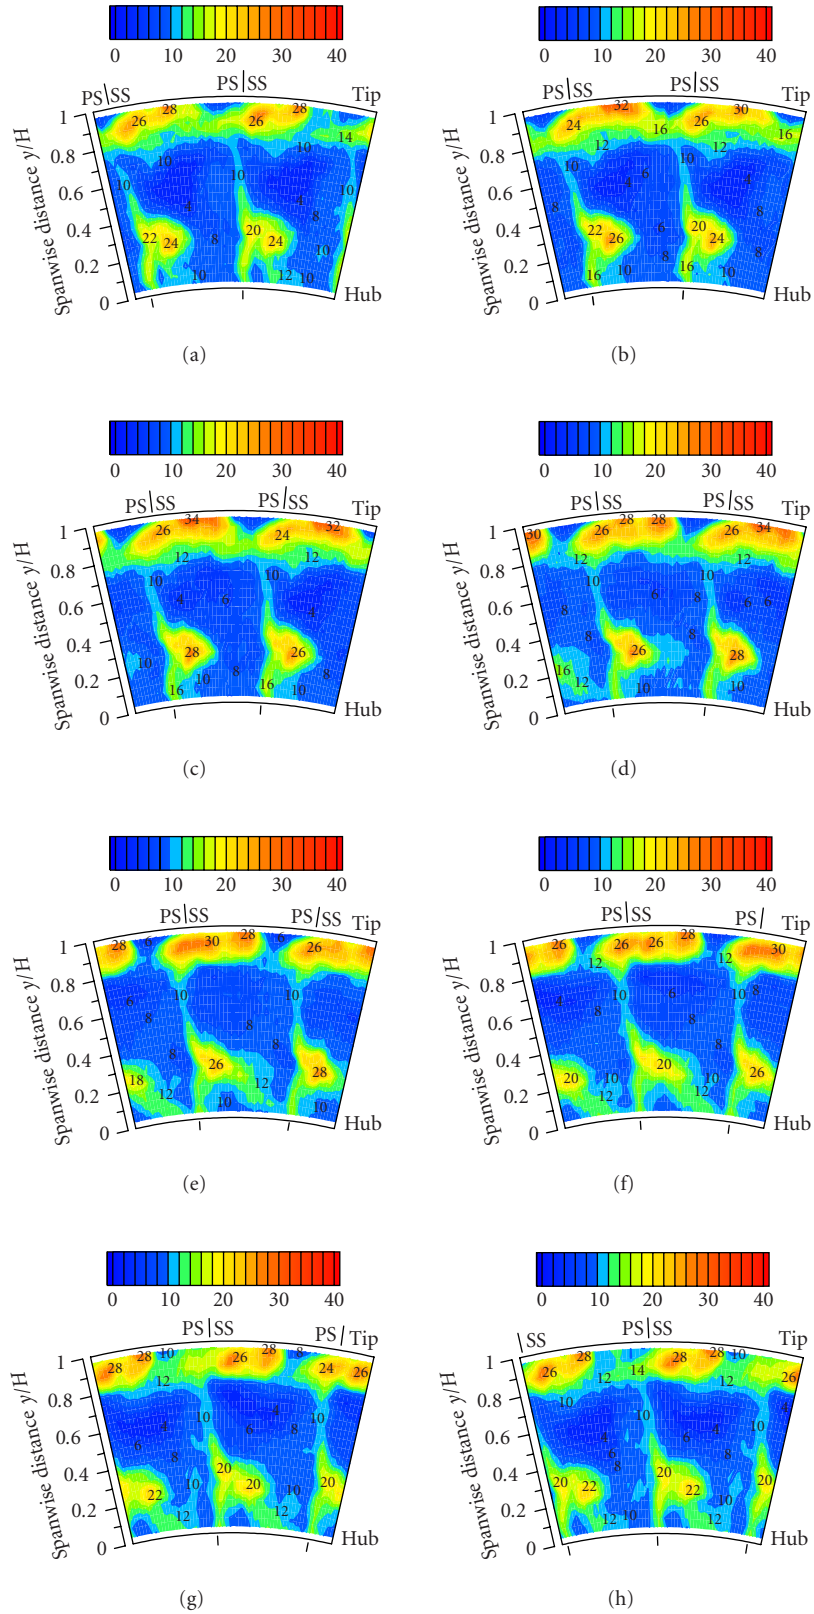 0 10 20 30 40
0 10 20 30 40
PS SS PS SS Tip
PS SS PS SS Tip
1 0.8 0.6 0.4 0.2 0
Spanwise distance y/H
26 28 26 28 14
10 10 10 10 10
4 4 8 8
22 24 20 24 10
10 12 10
Hub
1 0.8 0.6 0.4 0.2 0
Spanwise distance y/H
24 32 16 26 30 16
12 10 12
4 6 4 8 8
22 26 6 20 24
16 10 8 16 12
Hub
(a)
(b)
0 10 20 30 40
0 10 20 30 40
PS SS PS SS Tip
PS SS PS SS Tip
1 0.8 0.6 0.4 0.2 0
Spanwise distance y/H
26 34 24 32
12 12
10 10
4 6 4
10 28 8 26 8
16 10 16 10
Hub
1 0.8 0.6 0.4 0.2 0
Spanwise distance y/H
30 26 28 28 26 34
12 12
10 10
8 6 8 6 6
8 8
16 26 28
12 10 10
Hub
(c)
(d)
0 10 20 30 40
0 10 20 30 40
PS SS PS SS Tip
PS SS PS Tip
1 0.8 0.6 0.4 0.2 0
Spanwise distance y/H
28 6 30 28 6 26
6 10 10
8 8 8
8 26 28
18 12 12
10 10
Hub
1 0.8 0.6 0.4 0.2 0
Spanwise distance y/H
26 26 26 28 30
12 12
4 10 6 10 8
8 8
20 10 20 10 26
12 12
Hub
(e)
(f)
0 10 20 30 40
0 10 20 30 40
PS SS PS Tip
SS PS SS Tip
1 0.8 0.6 0.4 0.2 0
Spanwise distance y/H
28 28 10 26 28 8 24 26
12 12
4 10 4 10
6 8 8
22 10 20 20 20
12 10 12
Hub
1 0.8 0.6 0.4 0.2 0
Spanwise distance y/H
26 28 10 14 28 28 10 26
12 12
10 10 4
4 6 6 4
8 8 8
20 22 20 22 20
12 10 10 12
Hub
(g)
(h)